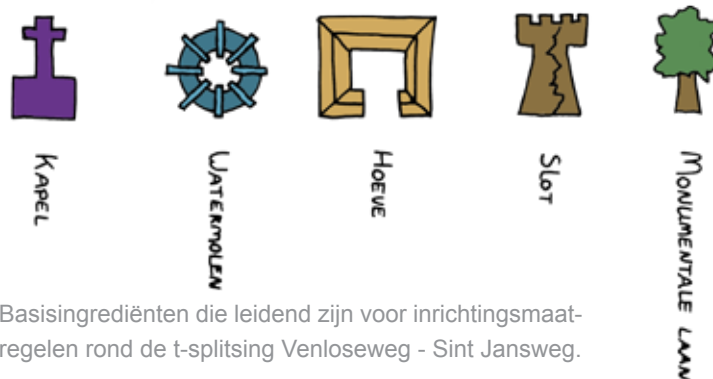 KAPEL
WATERMOLEN
HOEVE
SLOT
MONUMENTALE LAAN
Basisingrediënten die leidend zijn voor inrichtingsmaat-
regelen rond de t-splitsing Venloseweg - Sint Jansweg.